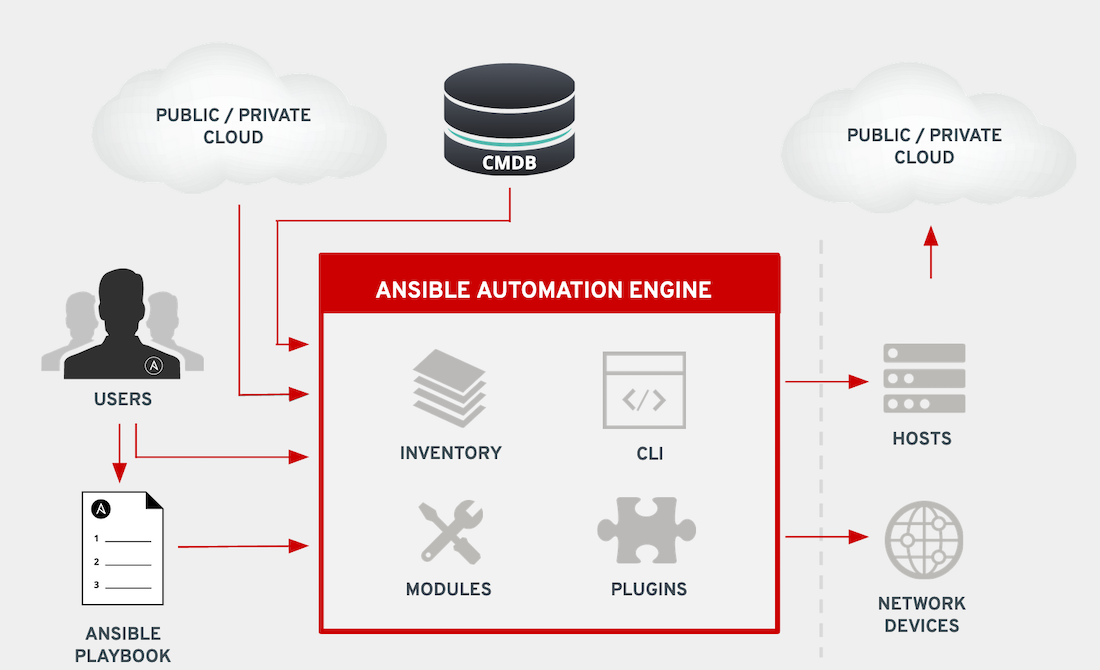 PUBLIC / PRIVATE
CLOUD
CMDB
PUBLIC / PRIVATE
CLOUD
ANSIBLE AUTOMATION ENGINE
A
USERS
INVENTORY
</>
CLI
HOSTS
A
1
2
3
MODULES
PLUGINS
ANSIBLE
PLAYBOOK
NETWORK
DEVICES